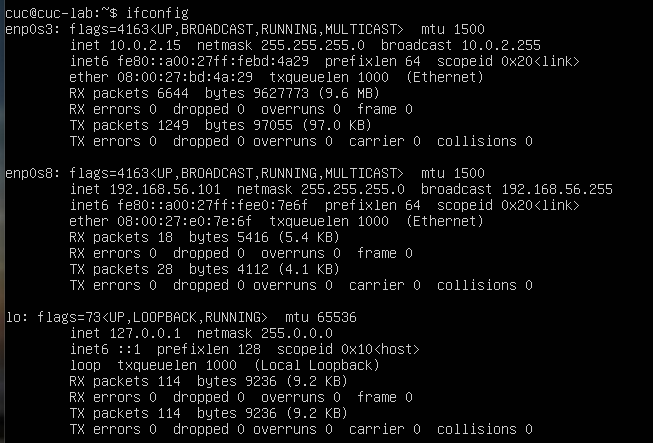 cuc@cuc-lab:~$ ifconfig
enp0s3: flags=4163<UP,BROADCAST,RUNNING,MULTICAST>  mtu 1500
        inet 10.0.2.15  netmask 255.255.255.0  broadcast 10.0.2.255
        inet6 fe80::a00:27ff:febd:4a29  prefixlen 64  scopeid 0x20<link>
        ether 08:00:27:bd:4a:29  txqueuelen 1000  (Ethernet)
        RX packets 6644  bytes 9627773 (9.6 MB)
        RX errors 0  dropped 0  overruns 0  frame 0
        TX packets 1249  bytes 97055 (97.0 KB)
        TX errors 0  dropped 0 overruns 0  carrier 0  collisions 0

enp0s8: flags=4163<UP,BROADCAST,RUNNING,MULTICAST>  mtu 1500
        inet 192.168.56.101  netmask 255.255.255.0  broadcast 192.168.56.255
        inet6 fe80::a00:27ff:fee0:7e6f  prefixlen 64  scopeid 0x20<link>
        ether 08:00:27:e0:7e:6f  txqueuelen 1000  (Ethernet)
        RX packets 18  bytes 5416 (5.4 KB)
        RX errors 0  dropped 0  overruns 0  frame 0
        TX packets 28  bytes 4112 (4.1 KB)
        TX errors 0  dropped 0 overruns 0  carrier 0  collisions 0

lo: flags=73<UP,LOOPBACK,RUNNING>  mtu 65536
        inet 127.0.0.1  netmask 255.0.0.0
        inet6 ::1  prefixlen 128  scopeid 0x10<host>
        loop  txqueuelen 1000  (Local Loopback)
        RX packets 114  bytes 9236 (9.2 KB)
        RX errors 0  dropped 0  overruns 0  frame 0
        TX packets 114  bytes 9236 (9.2 KB)
        TX errors 0  dropped 0 overruns 0  carrier 0  collisions 0